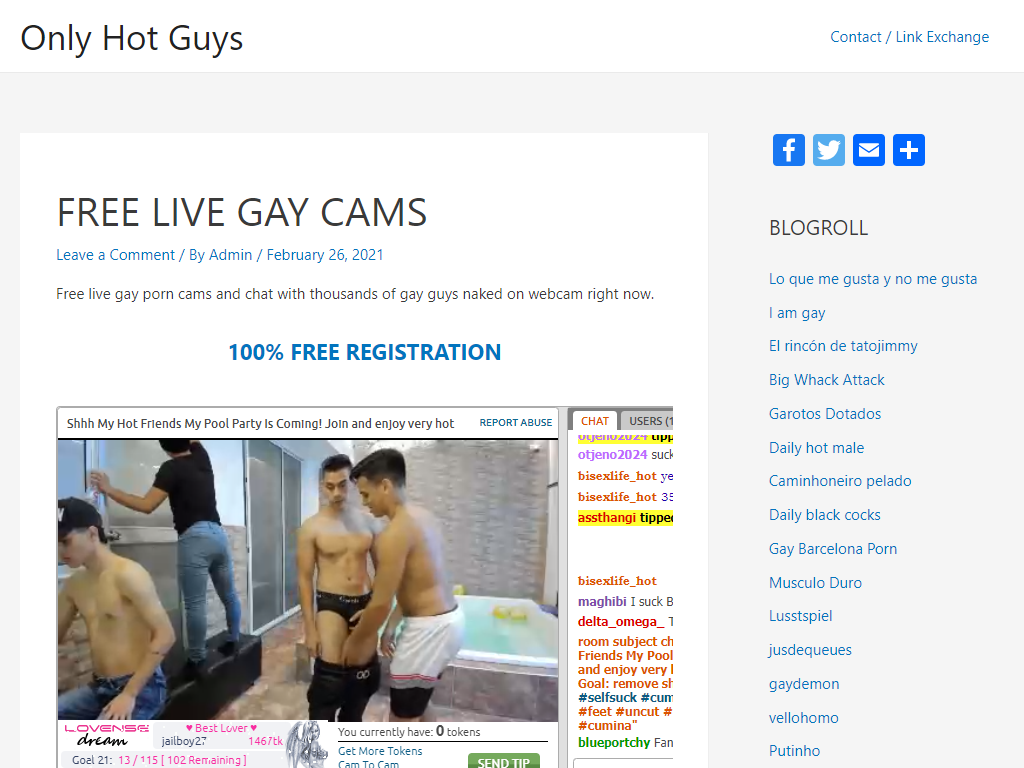 Only Hot Guys
Contact / Link Exchange
FREE LIVE GAY CAMS
Leave a Comment / By Admin / February 26, 2021
Free live gay porn cams and chat with thousands of gay guys naked on webcam right now.
100% FREE REGISTRATION
Shhh My Hot Friends My Pool Party Is Coming! Join and enjoy very hot
REPORT ABUSE
CHAT
USERS (1
otjeno2024 tipp
otjeno2024 suck
bisexlife_hot ye
bisexlife_hot 35
assthangi tipped
bisexlife_hot
maghibi I suck B
delta_omega_ T
room subject ch
Friends My Pool
and enjoy very
Goal: remove sh
#selfsuck #cum
#feet #uncut #
#cumina"
blueportchy Fan
LOVENSE
dream
♥ Best Lover ♥
jailboy27
1467tk
Goal 21: 13 / 115 [ 102 Remaining ]
You currently have: 0 tokens
Get More Tokens
Cam To Cam
SEND TIP
BLOGROLL
Lo que me gusta y no me gusta
I am gay
El rincón de tatojimmy
Big Whack Attack
Garotos Dotados
Daily hot male
Caminhoneiro pelado
Daily black cocks
Gay Barcelona Porn
Musculo Duro
Lusstspiel
jusdequeues
gaydemon
vellohomo
Putinho